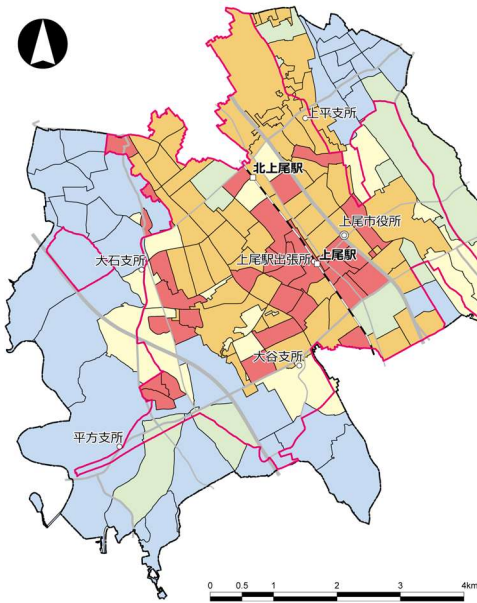 上平支所
北上尾駅
上尾市役所
上尾駅出張所
上尾駅
大石支所
大谷支所
平方支所
0 0.5 1 2 3 4km